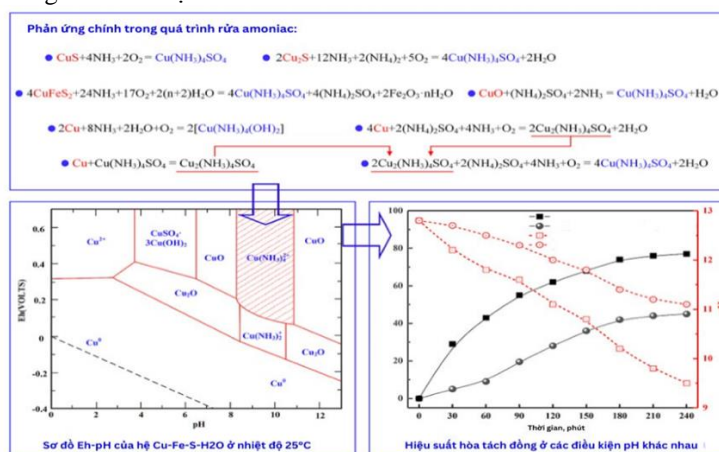 Phản ứng chính trong quá trình rửa amoniac:
CuS+4NH₃+2O₂ = Cu(NH₃)₄SO₄
2Cu₂S+12NH₃+2(NH₄)₂+5O₂ = 4Cu(NH₃)₄SO₄+2H₂O
4CuFeS₂+24NH₃+17O₂+2(n+2)H₂O = 4Cu(NH₃)₄SO₄+4(NH₄)₂SO₄+2Fe₂O₃·nH₂O
CuO+(NH₄)₂SO₄+2NH₃ = Cu(NH₃)₄SO₄+H₂O
2Cu+8NH₃+2H₂O+O₂ = 2[Cu(NH₃)₄(OH)₂]
4Cu+2(NH₄)₂SO₄+4NH₃+O₂ = 2Cu₂(NH₃)₄SO₄+2H₂O
Cu+Cu(NH₃)₄SO₄ = Cu₂(NH₃)₄SO₄
2Cu₂(NH₃)₄SO₄+2(NH₄)₂SO₄+4NH₃+O₂ = 4Cu(NH₃)₄SO₄+2H₂O
Eh(VOLTS)
0.6
0.4
0.2
0
-0.2
-0.4
Cu²⁺
CuSO₄·
3Cu(OH)₂
CuO
Cu(NH₃)₄²⁺
CuO
Cu₂O
Cu(NH₃)₂⁺
Cu₂O
Cu⁰
Cu⁰
0 2 4 6 8 10 12
pH
Sơ đồ Eh-pH của hệ Cu-Fe-S-H2O ở nhiệt độ 25°C
100
80
60
40
20
0
13
12
11
10
9
0 30 60 90 120 150 180 210 240
Thời gian, phút
Hiệu suất hòa tách đồng ở các điều kiện pH khác nhau